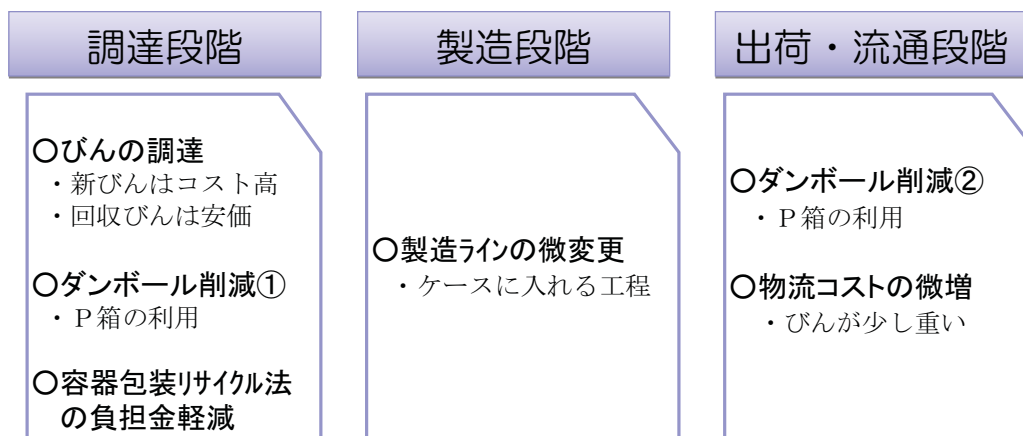 調達段階
○びんの調達
・新びんはコスト高
・回収びんは安価
○ダンボール削減①
・Ｐ箱の利用
○容器包装ﾘｻｲｸﾙ法
の負担金軽減
製造段階
○製造ﾗｲﾝの微変更
・ケースに入れる工程
出荷・流通段階
○ダンボール削減②
・Ｐ箱の利用
○物流コストの微増
・びんが少し重い